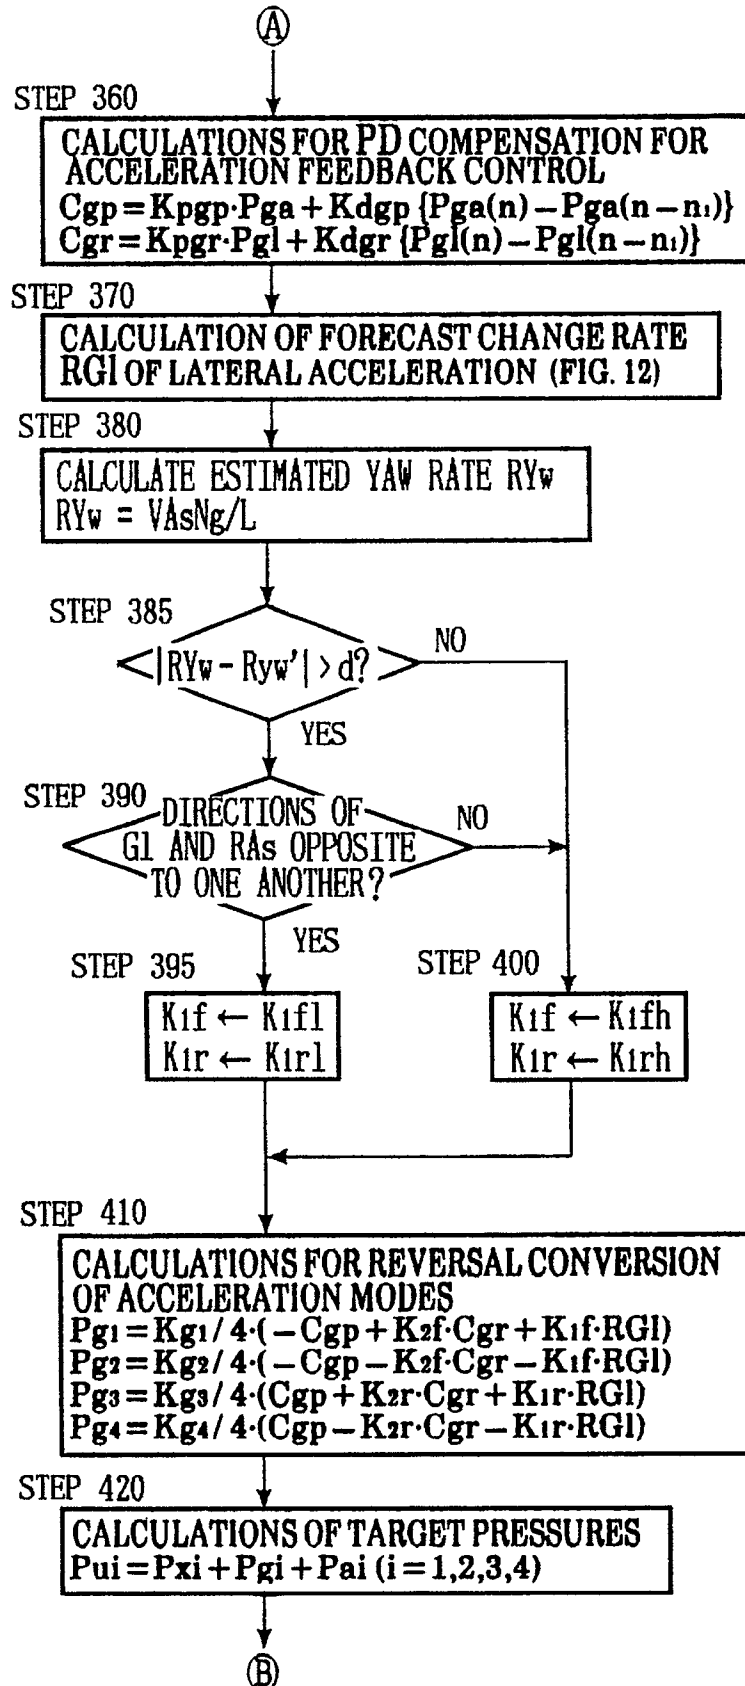 A
STEP 360
CALCULATIONS FOR PD COMPENSATION FOR
ACCELERATION FEEDBACK CONTROL
Cgp=Kpgp·Pga+Kdgp {Pga(n)-Pga(n-n₁)}
Cgr=Kpgr·Pgl+Kdgr {Pgl(n)-Pgl(n-n₁)}
STEP 370
CALCULATION OF FORECAST CHANGE RATE
RGl OF LATERAL ACCELERATION (FIG. 12)
STEP 380
CALCULATE ESTIMATED YAW RATE RYw
RYw = VAsNg/L
STEP 385
|RYw-Ryw'|>d?
NO
YES
STEP 390
DIRECTIONS OF
Gl AND RAs OPPOSITE
TO ONE ANOTHER?
NO
YES
STEP 395
K₁f ← K₁fl
K₁r ← K₁rl
STEP 400
K₁f ← K₁fh
K₁r ← K₁rh
STEP 410
CALCULATIONS FOR REVERSAL CONVERSION
OF ACCELERATION MODES
Pg₁=Kg₁/4·(-Cgp+K₂f·Cgr+K₁f·RGl)
Pg₂=Kg₂/4·(-Cgp-K₂f·Cgr-K₁f·RGl)
Pg₃=Kg₃/4·(Cgp+K₂r·Cgr+K₁r·RGl)
Pg₄=Kg₄/4·(Cgp-K₂r·Cgr-K₁r·RGl)
STEP 420
CALCULATIONS OF TARGET PRESSURES
Pui=Pxi+Pgi+Pai (i=1,2,3,4)
B